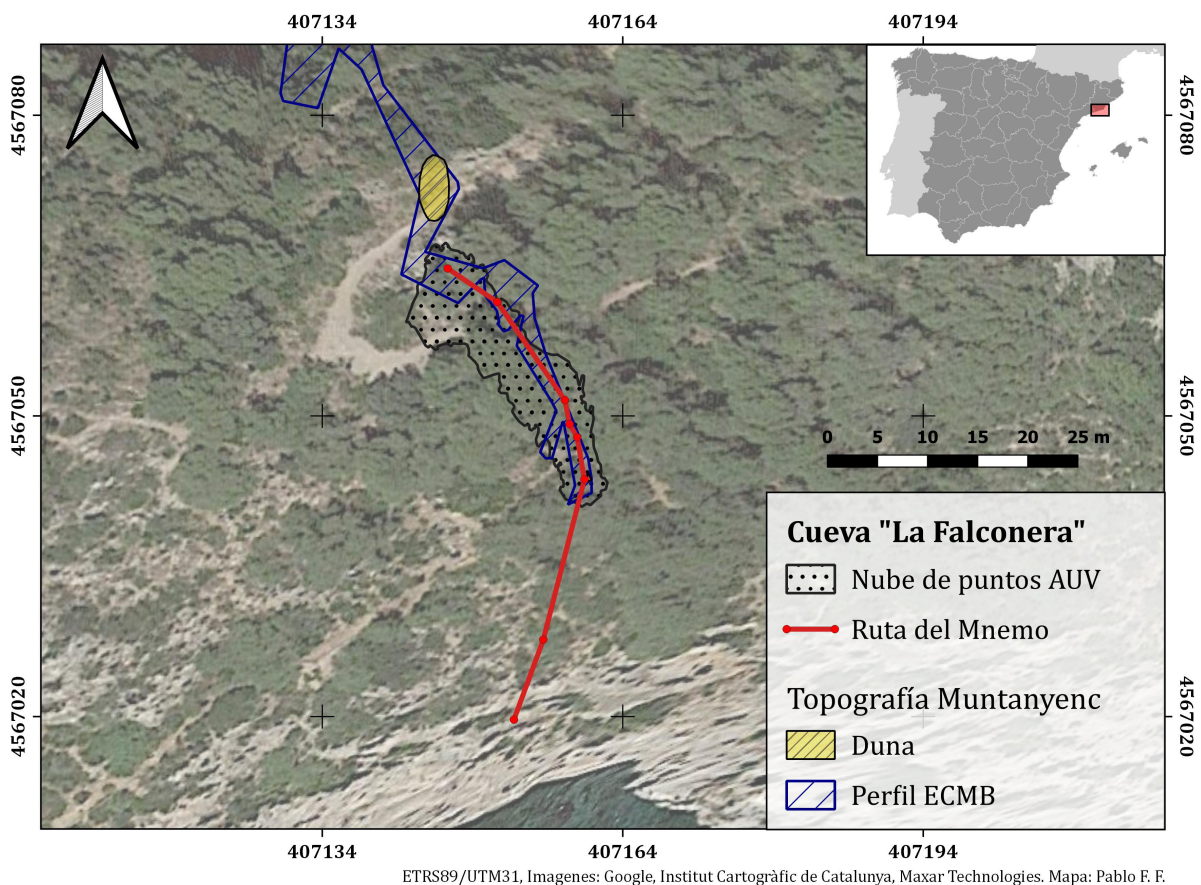 407134 407164 407194
4567080 4567080
4567050 4567050
0 5 10 15 20 25 m
Cueva "La Falconera"
Nube de puntos AUV
Ruta del Mnemo
Topografía Muntanyenc
4567020 4567020
Duna
Perfil ECMB
407134 407164 407194
ETRS89/UTM31, Imagenes: Google, Institut Cartogràfic de Catalunya, Maxar Technologies. Mapa: Pablo F. F.